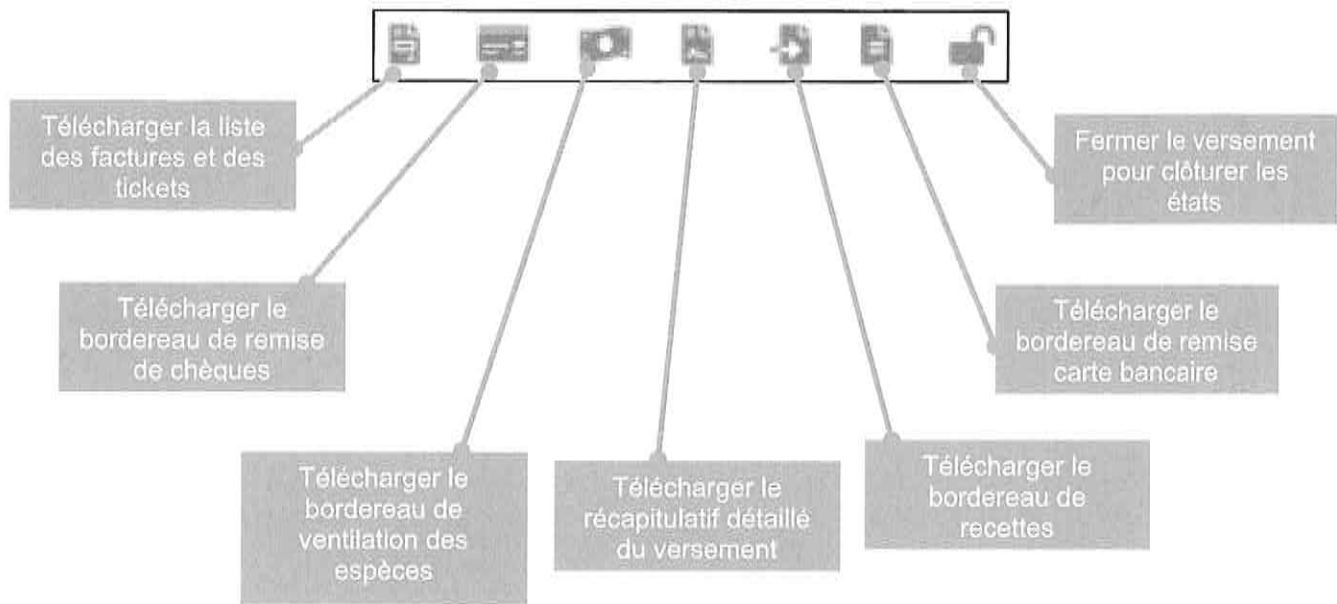 Télécharger la liste
des factures et des
tickets
Fermer le versement
pour clôturer les
états
Télécharger le
bordereau de remise
de chèques
Télécharger le
bordereau de remise
carte bancaire
Télécharger le
bordereau de
ventilation des
espèces
Télécharger le
récapitulatif détaillé
du versement
Télécharger le
bordereau de
recettes